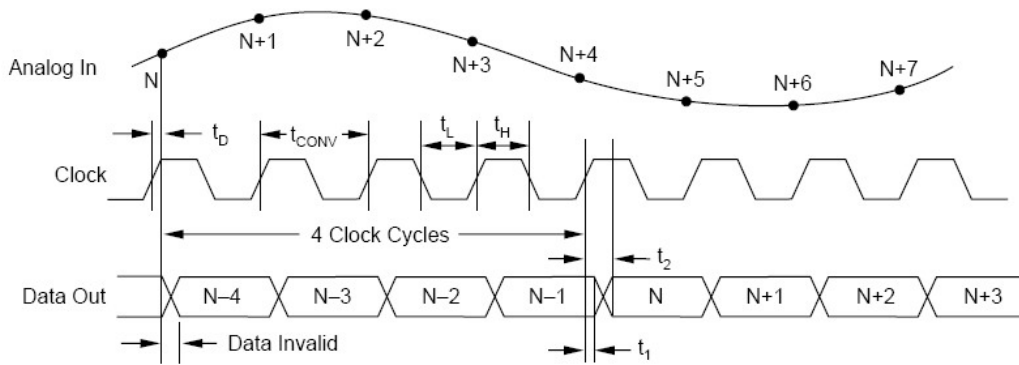 Analog In
N
N+1
N+2
N+3
N+4
N+5
N+6
N+7
tD
tCONV
tL
tH
Clock
4 Clock Cycles
t2
Data Out
N–4
N–3
N–2
N–1
N
N+1
N+2
N+3
Data Invalid
t1